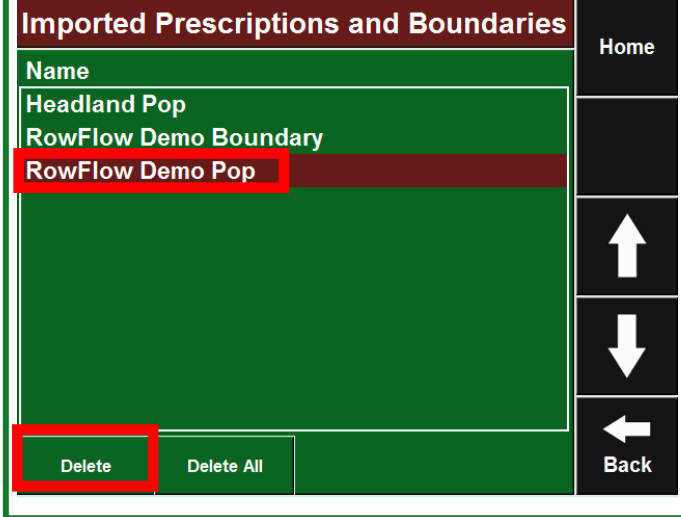 Imported Prescriptions and Boundaries
Home
Name
Headland Pop
RowFlow Demo Boundary
RowFlow Demo Pop
Delete
Delete All
Back